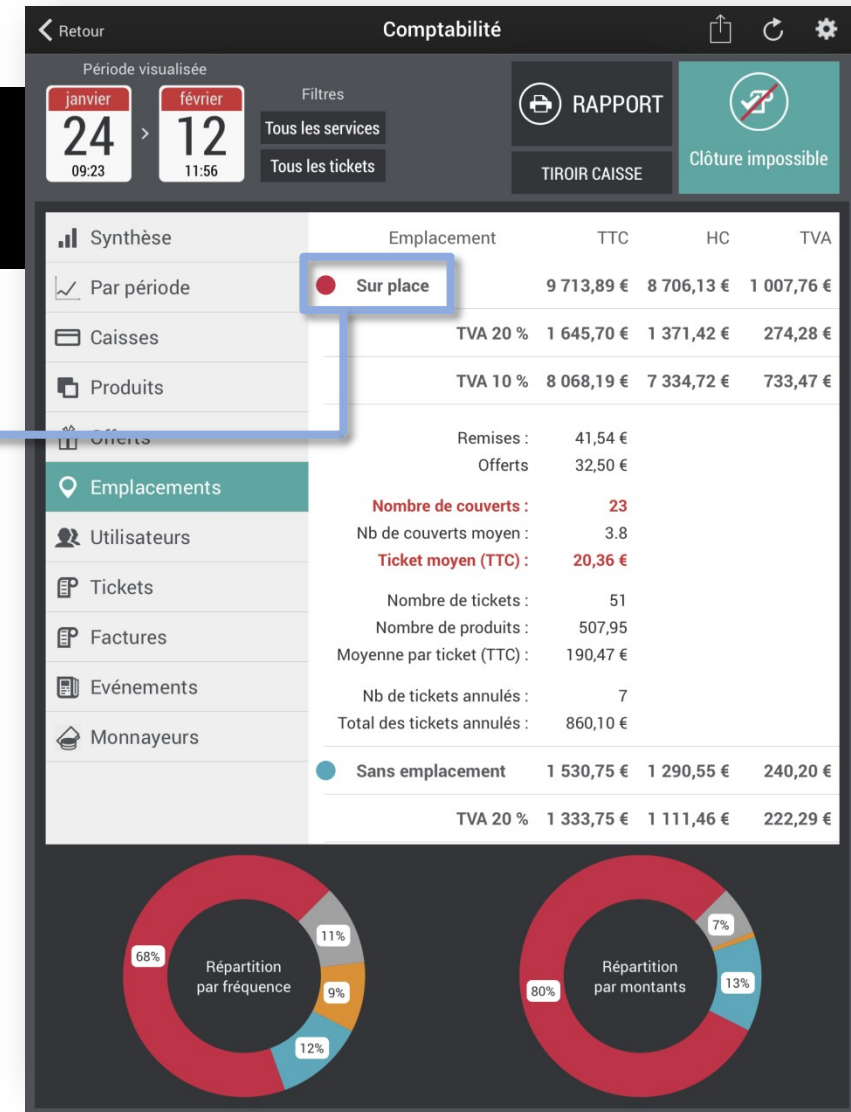 Retour
Comptabilité
Période visualisée
janvier
24
09:23
>
février
12
11:56
Filtres
Tous les services
Tous les tickets
RAPPORT
TIROIR CAISSE
Clôture impossible
Synthèse
Par période
Caisses
Produits
Offerts
Emplacements
Utilisateurs
Tickets
Factures
Evénements
Monnayeurs
Emplacement TTC HC TVA
Sur place 9 713,89 € 8 706,13 € 1 007,76 €
TVA 20 % 1 645,70 € 1 371,42 € 274,28 €
TVA 10 % 8 068,19 € 7 334,72 € 733,47 €
Remises : 41,54 €
Offerts 32,50 €
Nombre de couverts : 23
Nb de couverts moyen : 3.8
Ticket moyen (TTC) : 20,36 €
Nombre de tickets : 51
Nombre de produits : 507,95
Moyenne par ticket (TTC) : 190,47 €
Nb de tickets annulés : 7
Total des tickets annulés : 860,10 €
Sans emplacement 1 530,75 € 1 290,55 € 240,20 €
TVA 20 % 1 333,75 € 1 111,46 € 222,29 €
68%
Répartition
par fréquence
11%
9%
12%
80%
Répartition
par montants
7%
13%